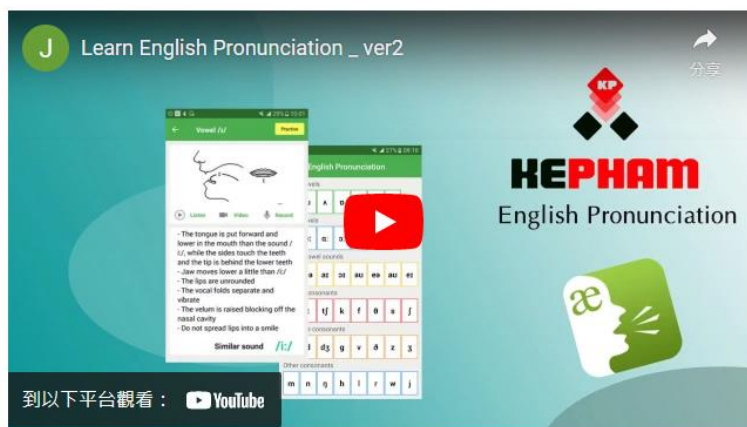 J
Learn English Pronunciation _ ver2
分享
Vowel /ɪ/
Practice
Listen
Video
Record
- The tongue is put forward and
lower in the mouth than the sound /
i:/, while the sides touch the teeth
and the tip is behind the lower teeth
- Jaw moves lower a little than /i:/
- The lips are unrounded
- The vocal folds separate and
vibrate
- The velum is raised blocking off the
nasal cavity
- Do not spread lips into a smile
Similar sound /i:/
English Pronunciation
tʃ k f θ s ʃ
dʒ g v ð z ʒ
Other consonants
m n ŋ h l r w j
KP
KEPHAM
English Pronunciation
æ
到以下平台觀看：
YouTube